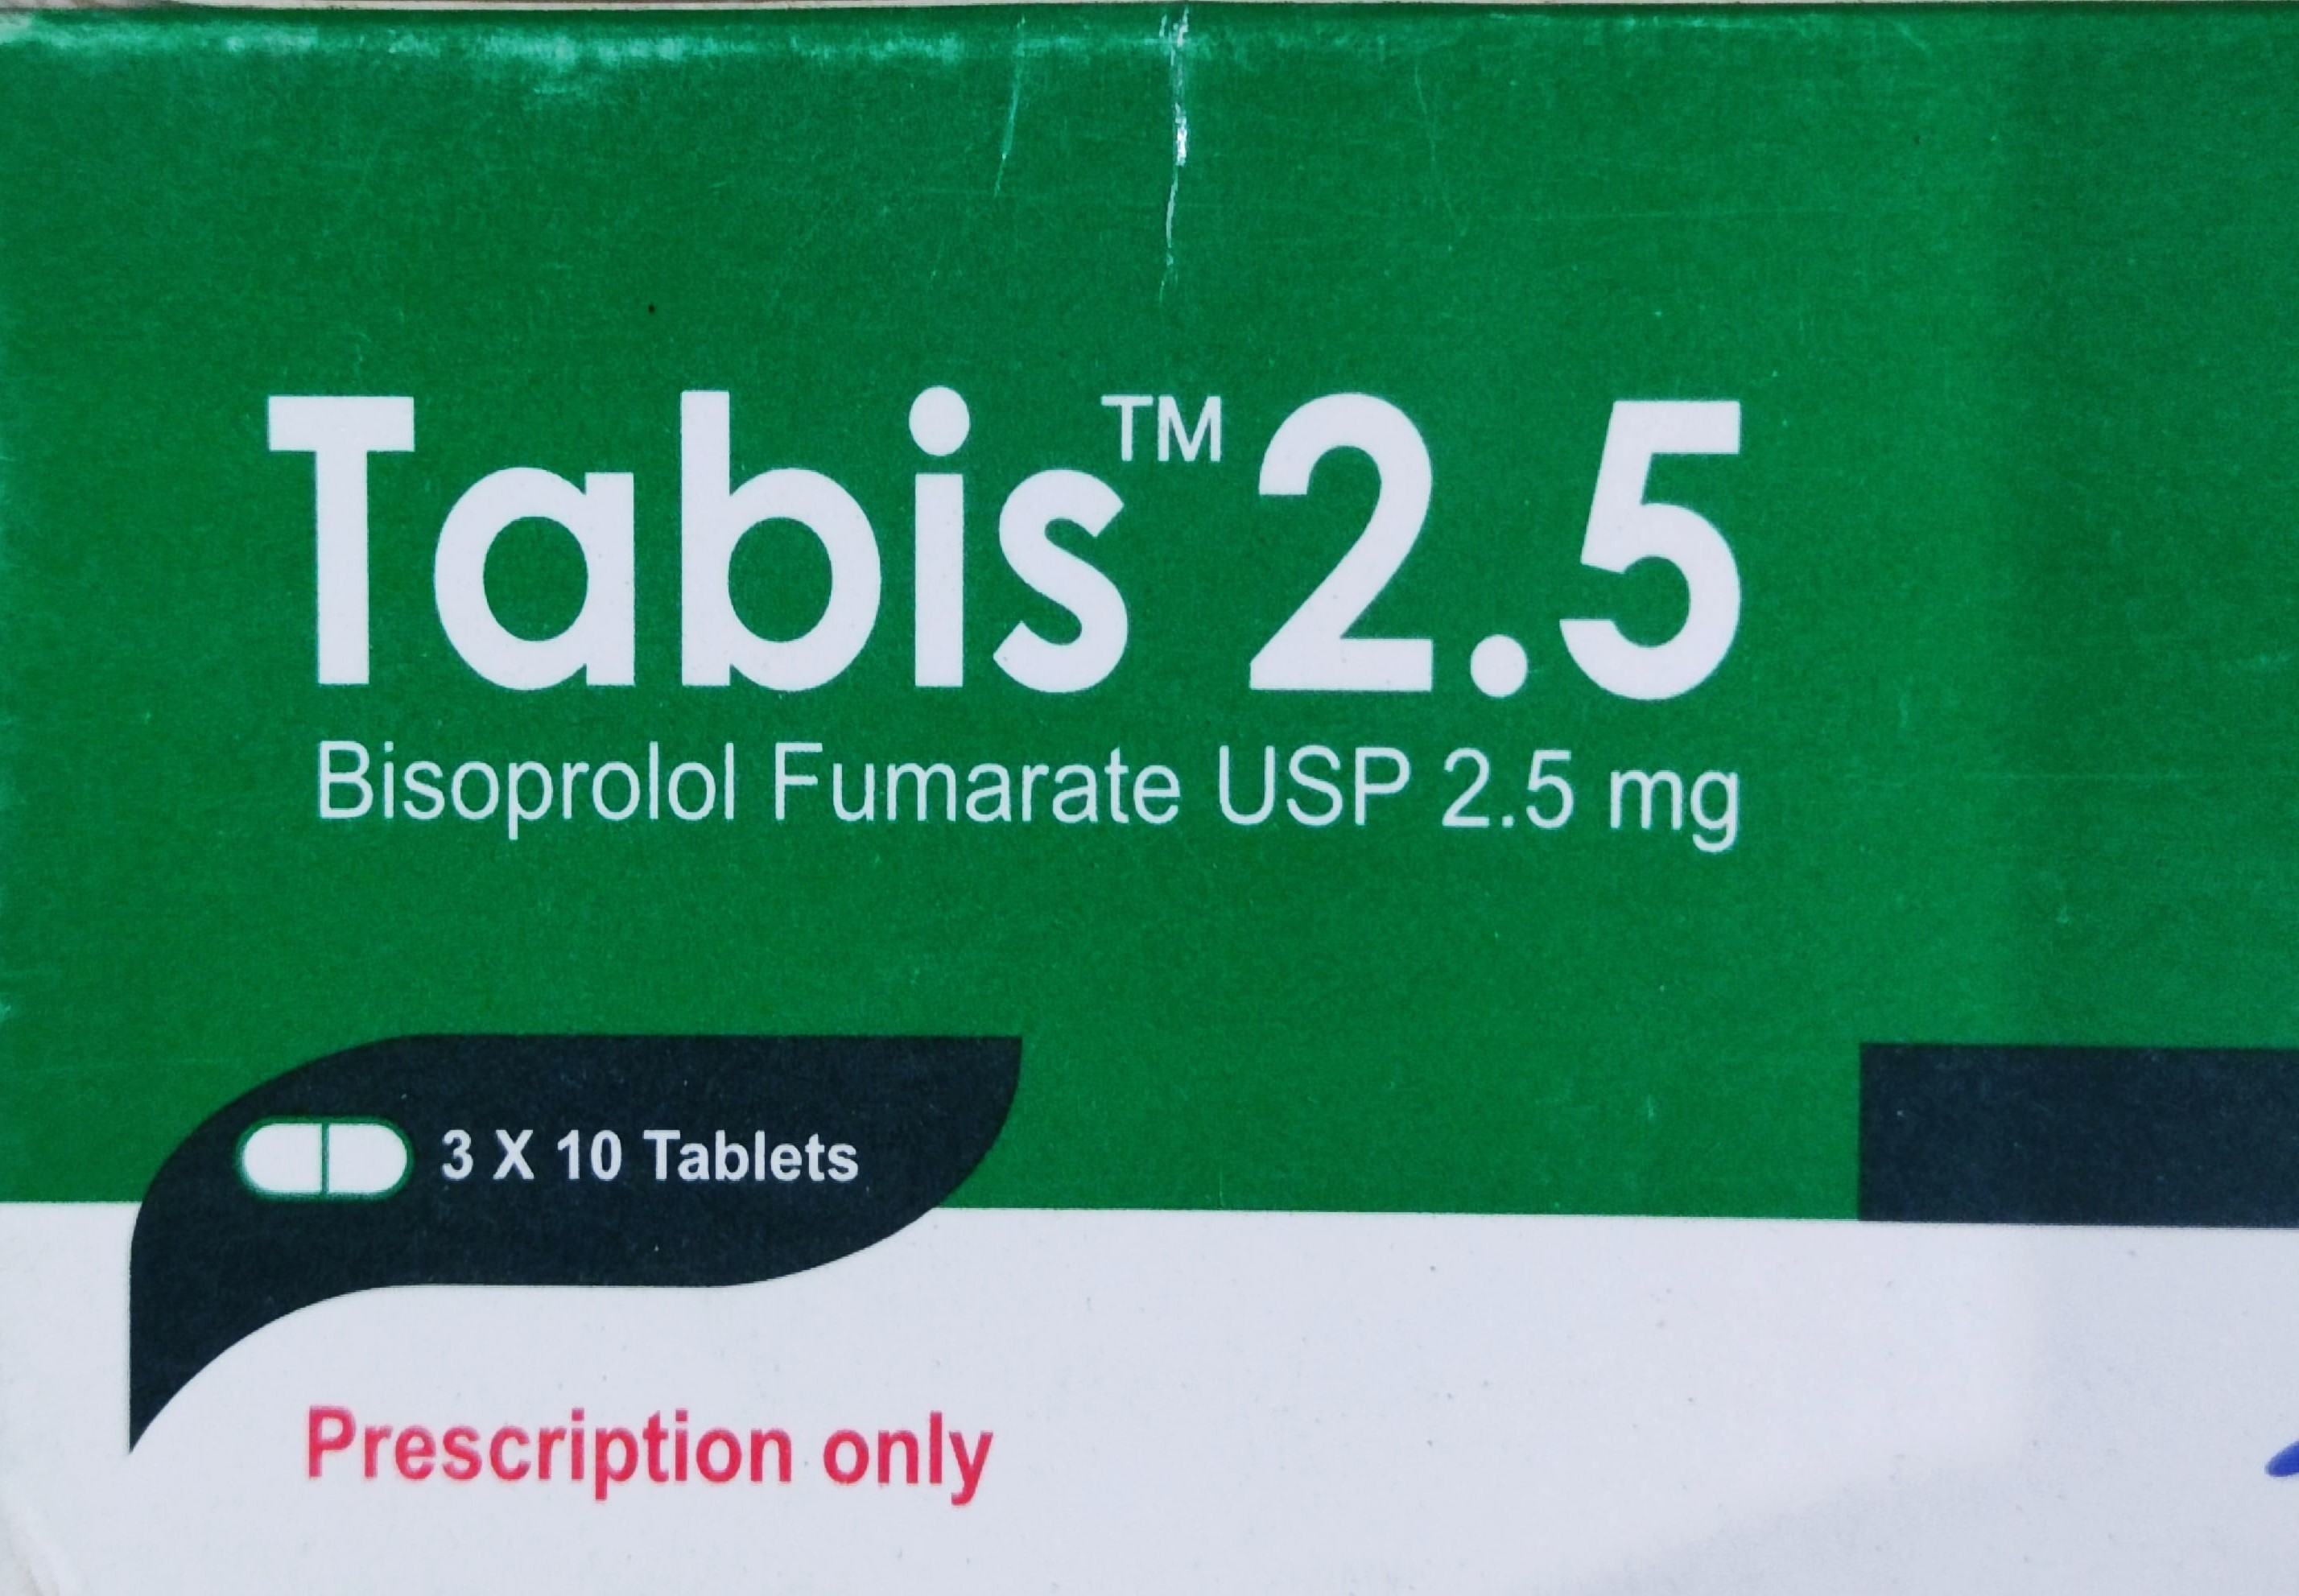 Tabis™ 2.5
Bisoprolol Fumarate USP 2.5 mg
3 X 10 Tablets
Prescription only